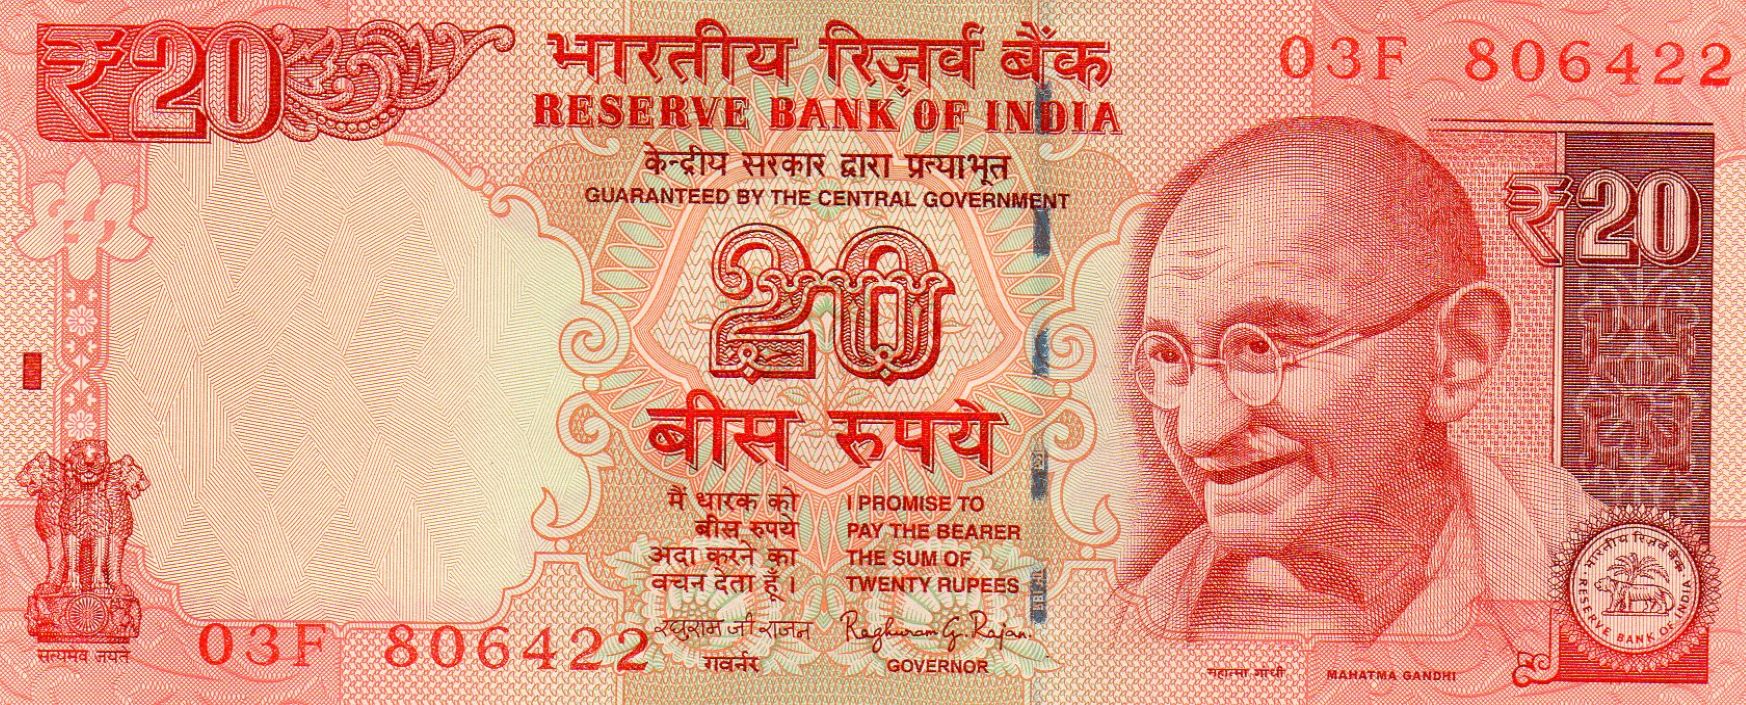 ₹20
भारतीय रिज़र्व बैंक
RESERVE BANK OF INDIA
03F 806422
केन्द्रीय सरकार द्वारा प्रत्याभूत
GUARANTEED BY THE CENTRAL GOVERNMENT
₹20
20
बीस रुपये
मैं धारक को
बीस रुपये
अदा करने का
वचन देता हूँ।
I PROMISE TO
PAY THE BEARER
THE SUM OF
TWENTY RUPEES
रघुराम जी राजन
गवर्नर
Raghuram G. Rajan.
GOVERNOR
03F 806422
सत्यमेव जयते
महात्मा गांधी
MAHATMA GANDHI
भारतीय रिज़र्व बैंक
RESERVE BANK OF INDIA